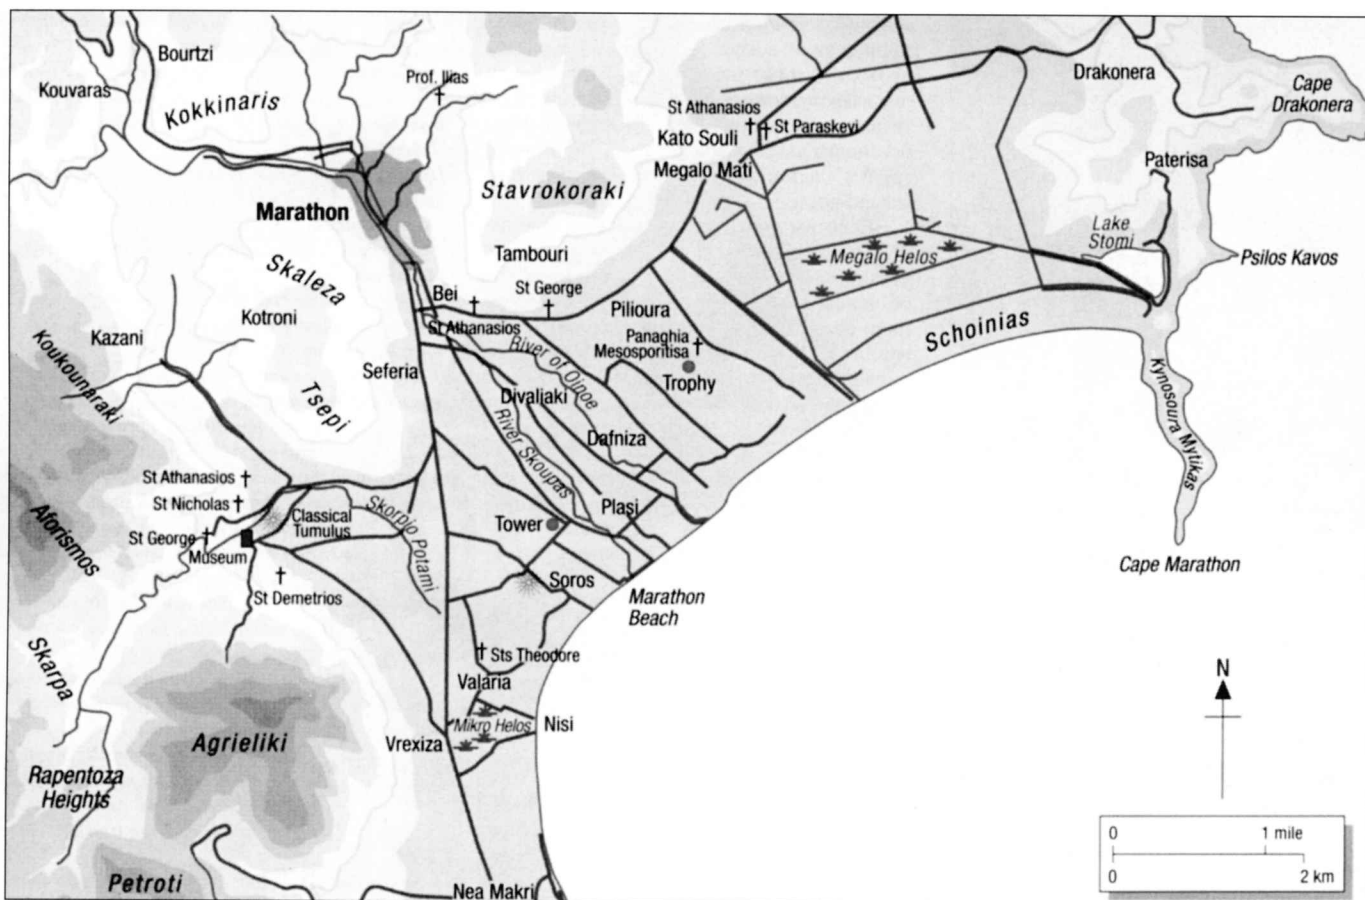 Bourtzi
Kouvaras
Kokkinaris
Prof. Ilias
Drakonera
Cape
Drakonera
St Athanasios
St Paraskevi
Kato Souli
Megalo Mati
Paterisa
Stavrokoraki
Marathon
Lake
Stomi
Psilos Kavos
Megalo Helos
Tambouri
Skaleza
St George
Bei
Pilioura
Kotroni
Kazani
St Athanasios
Panaghia
Mesosporitisa
Schoinias
Koukounaraki
River of Oinoe
Seferia
Trophy
Kynosoura Mytikas
Tsepi
Divaliaki
Dafniza
River Skoupas
St Athanasios
St Nicholas
Plasi
Skorpio Potami
Classical
Tumulus
Tower
Aforismos
St George
Museum
Cape Marathon
Soros
St Demetrios
Marathon
Beach
Skarpa
Sts Theodore
Valaria
N
Mikro Helos
Nisi
Agrieliki
Vrexiza
Rapentoza
Heights
0 1 mile
0 2 km
Petroti
Nea Makri